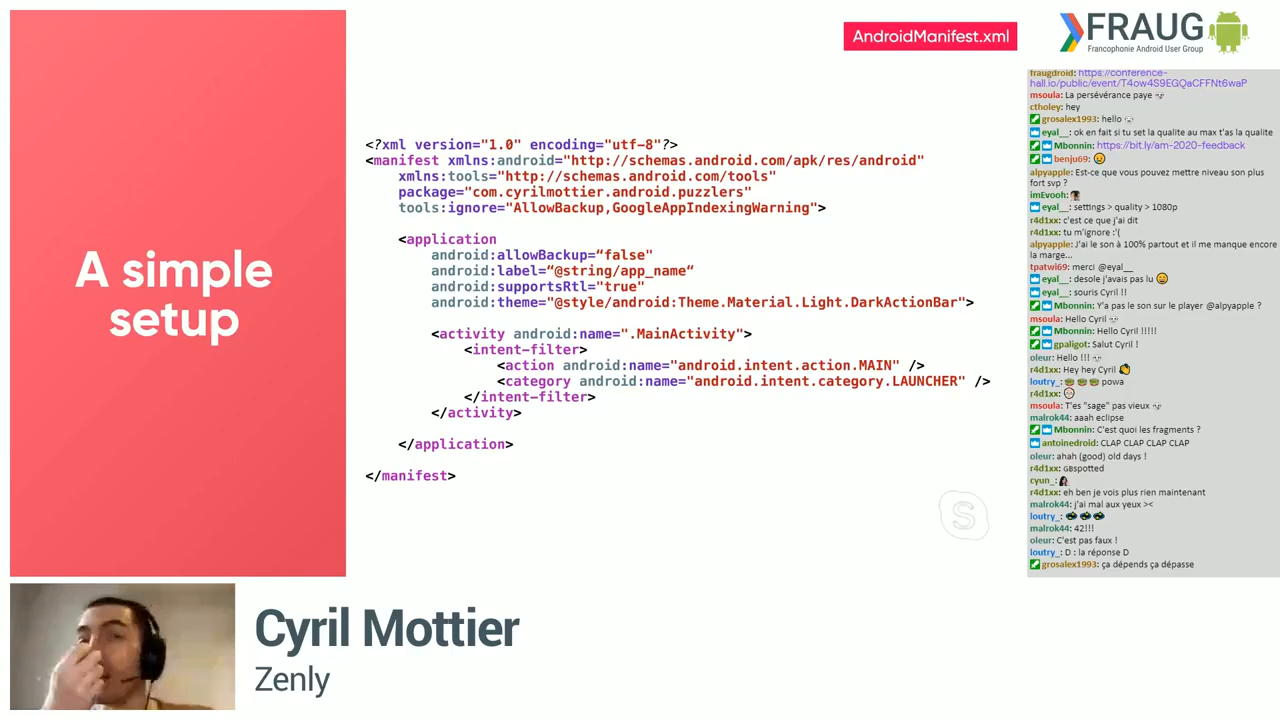 A simple
setup
AndroidManifest.xml
FRAUG
Francophonie Android User Group
<?xml version="1.0" encoding="utf-8"?>
<manifest xmlns:android="http://schemas.android.com/apk/res/android"
xmlns:tools="http://schemas.android.com/tools"
package="com.cyrilmottier.android.puzzlers"
tools:ignore="AllowBackup,GoogleAppIndexingWarning">
<application
android:allowBackup=“false"
android:label=“@string/app_name“
android:supportsRtl="true"
android:theme="@style/android:Theme.Material.Light.DarkActionBar">
<activity android:name=".MainActivity">
<intent-filter>
<action android:name="android.intent.action.MAIN" />
<category android:name="android.intent.category.LAUNCHER" />
</intent-filter>
</activity>
</application>
</manifest>
fraugdroid: https://conference-
hall.io/public/event/T4ow4S9EGQaCFFNt6waP
msoula: La persévérance paye
ctholey: hey
grosalex1993: hello
eyal__: ok en fait si tu set la qualite au max t'as la qualite
Mbonnin: https://bit.ly/am-2020-feedback
benju69:
alpyapple: Est-ce que vous pouvez mettre niveau son plus
fort svp ?
imEvooh:
eyal__: settings > quality > 1080p
r4d1xx: c'est ce que j'ai dit
r4d1xx: tu m'ignore :'(
alpyapple: J'ai le son à 100% partout et il me manque encore
la marge...
tpatwi69: merci @eyal__
eyal__: desole j'avais pas lu
eyal__: souris Cyril !!
Mbonnin: Y'a pas le son sur le player @alpyapple ?
msoula: Hello Cyril
Mbonnin: Hello Cyril !!!!!
gpaligot: Salut Cyril !
oleur: Hello !!!
r4d1xx: Hey hey Cyril
loutry_: powa
r4d1xx:
msoula: T'es "sage" pas vieux
malrok44: aaah eclipse
Mbonnin: C'est quoi les fragments ?
antoinedroid: CLAP CLAP CLAP CLAP
oleur: ahah (good) old days !
r4d1xx: GBspotted
cyun_:
r4d1xx: eh ben je vois plus rien maintenant
malrok44: j'ai mal aux yeux ><
loutry_:
malrok44: 42!!!
oleur: C'est pas faux !
loutry_: D : la réponse D
grosalex1993: ça dépends ça dépasse
S
Cyril Mottier
Zenly